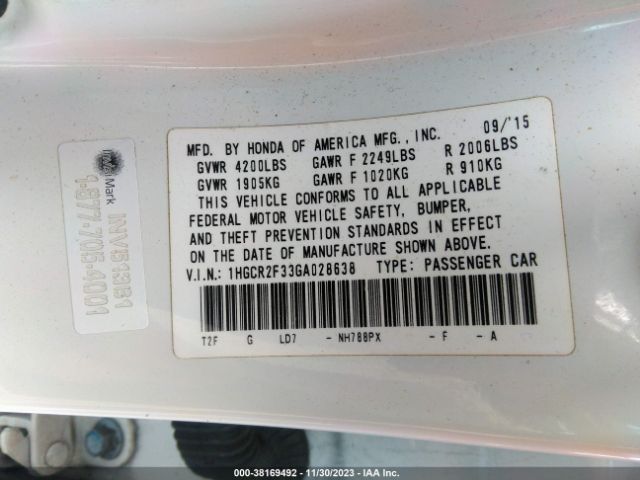 MFD. BY HONDA OF AMERICA MFG., INC. 09/'15
GVWR 4200LBS GAWR F 2249LBS R 2006LBS
GVWR 1905KG GAWR F 1020KG R 910KG
THIS VEHICLE CONFORMS TO ALL APPLICABLE
FEDERAL MOTOR VEHICLE SAFETY, BUMPER,
AND THEFT PREVENTION STANDARDS IN EFFECT
ON THE DATE OF MANUFACTURE SHOWN ABOVE.
V.I.N.: 1HGCR2F33GA028638 TYPE: PASSENGER CAR
T2F G LD7 - NH788PX - F - A
Mark
1-877-705-4001
000-38169492 - 11/30/2023 - IAA Inc.